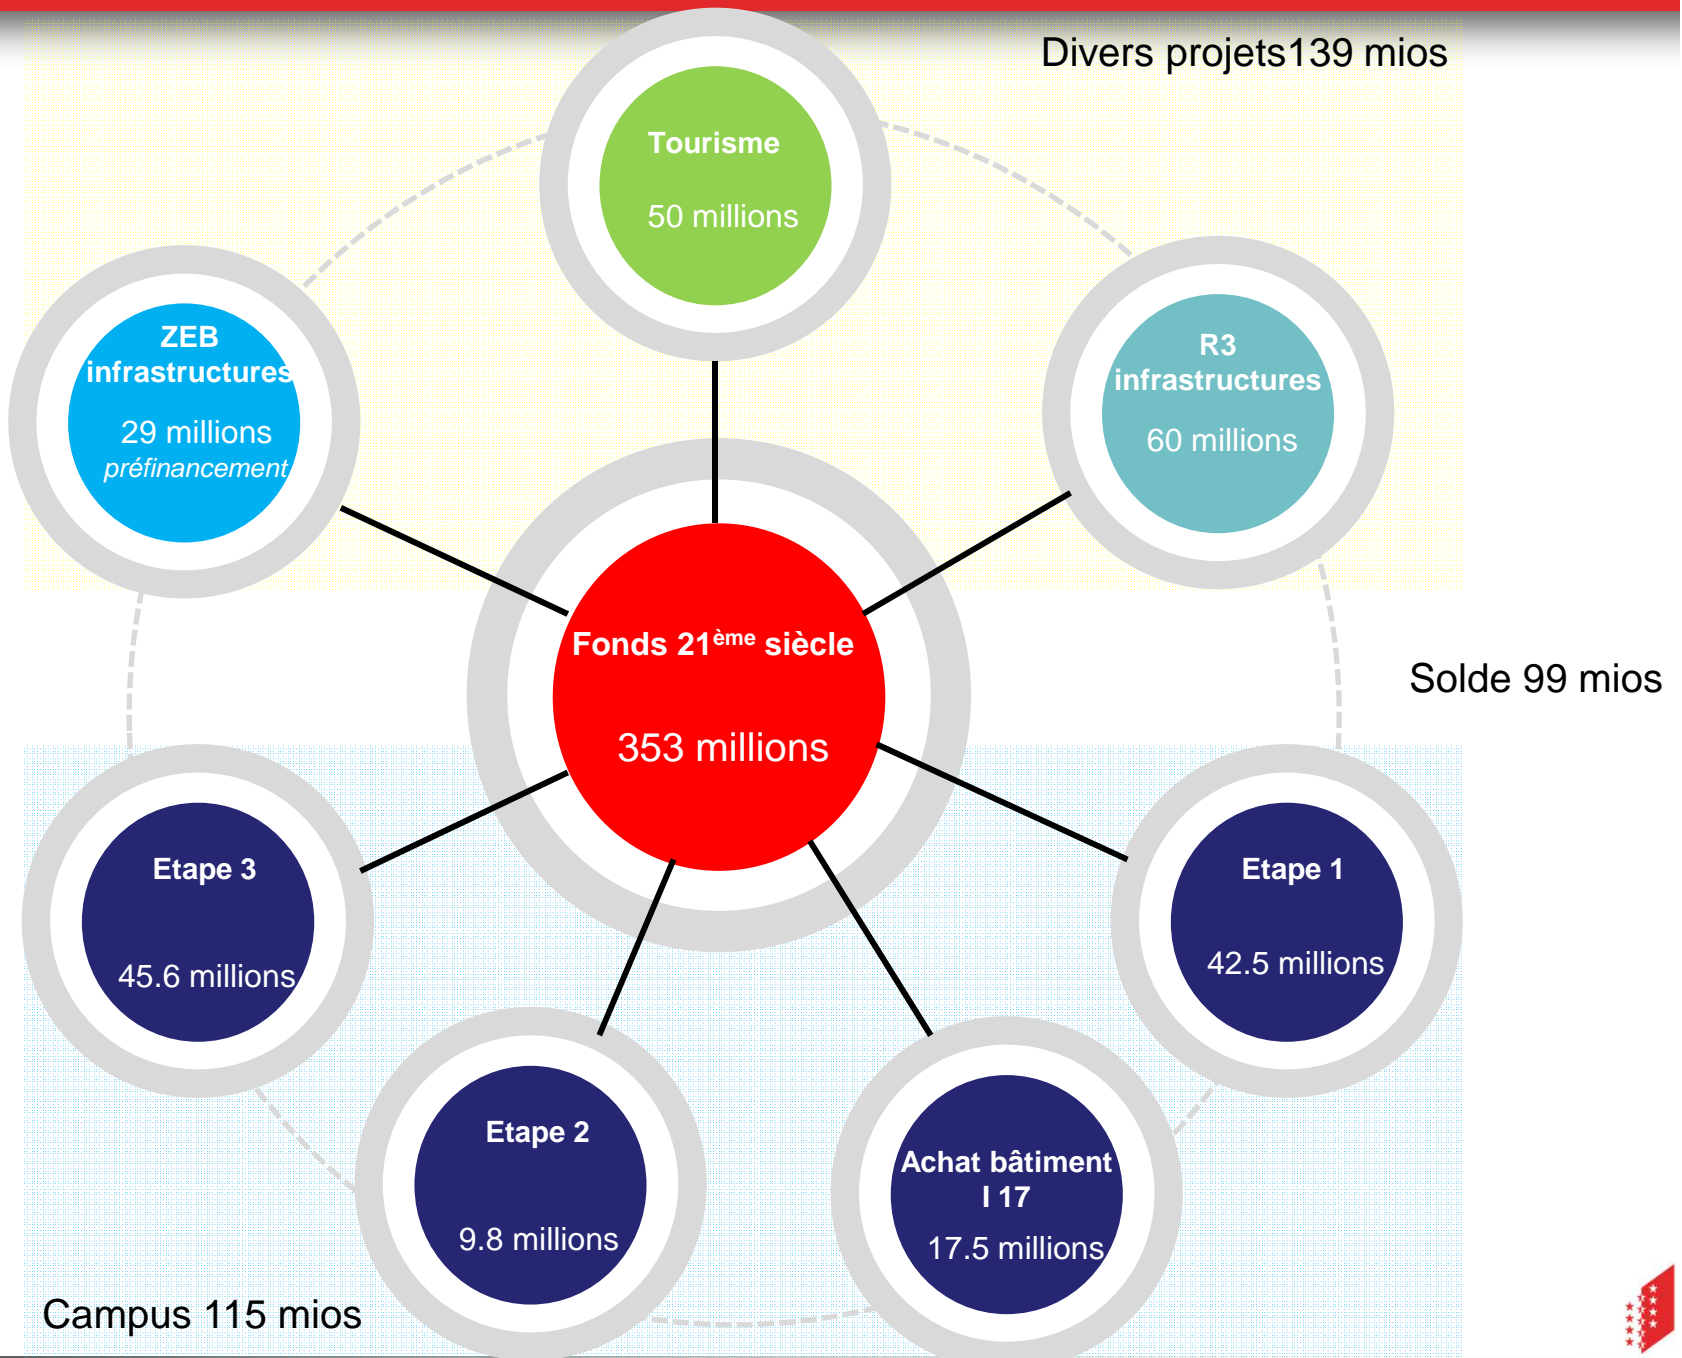 Divers projets139 mios
Tourisme
50 millions
ZEB
infrastructures
29 millions
préfinancement
R3
infrastructures
60 millions
Fonds 21ème siècle
353 millions
Solde 99 mios
Etape 3
45.6 millions
Etape 1
42.5 millions
Etape 2
9.8 millions
Achat bâtiment
I 17
17.5 millions
Campus 115 mios